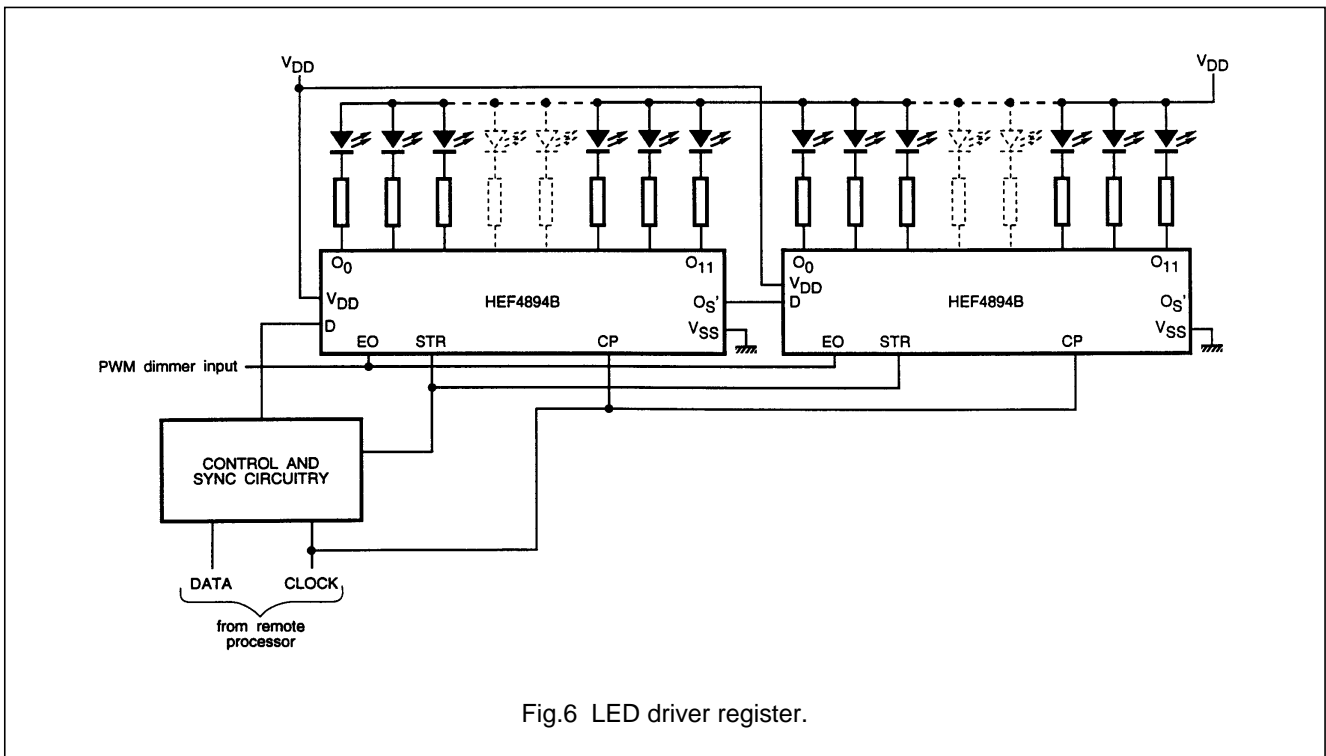 VDD
VDD
O0
O11
VDD
HEF4894B
OS'
D
VSS
EO
STR
CP
O0
O11
VDD
D
HEF4894B
OS'
VSS
EO
STR
CP
PWM dimmer input
CONTROL AND
SYNC CIRCUITRY
DATA
CLOCK
from remote
processor
Fig.6 LED driver register.